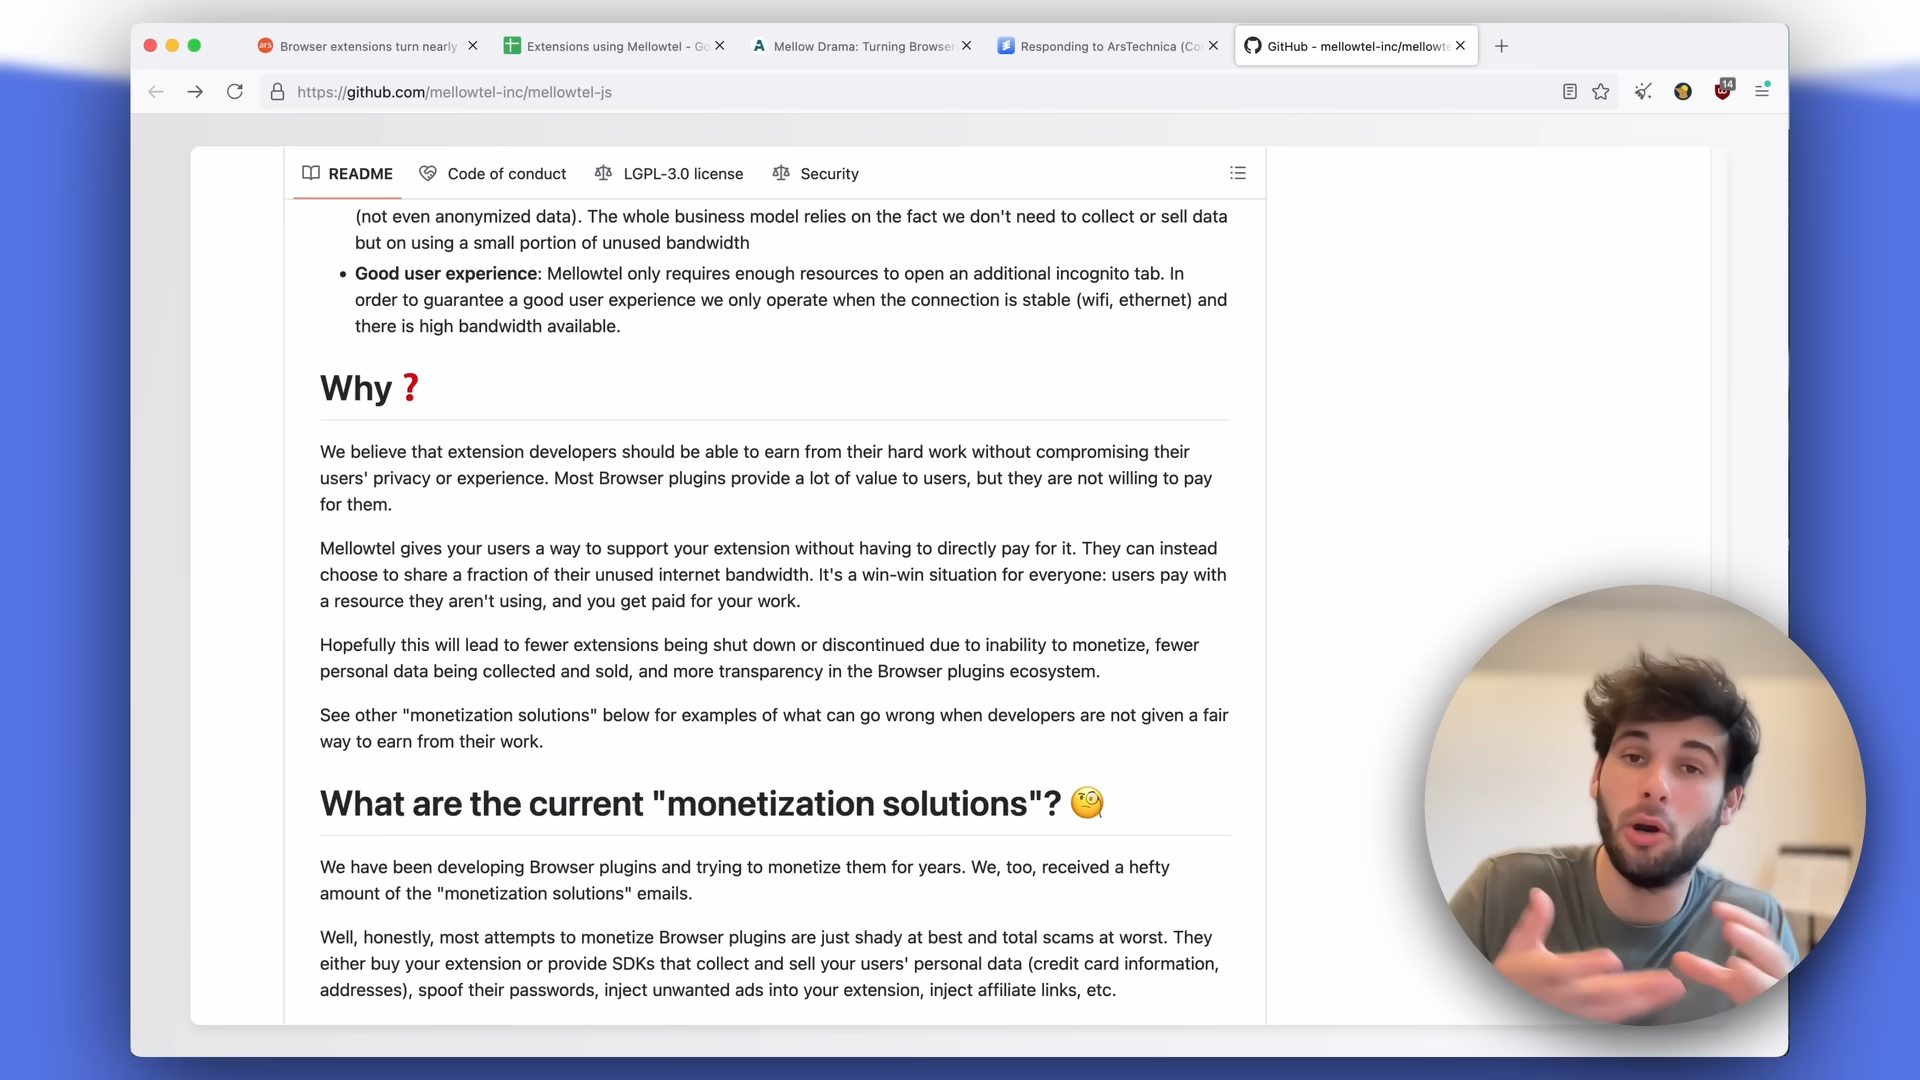 Browser extensions turn nearly
Extensions using Mellowtel - Go
Mellow Drama: Turning Browser
Responding to ArsTechnica (Co
GitHub - mellowtel-inc/mellowte
https://github.com/mellowtel-inc/mellowtel-js
14
README
Code of conduct
LGPL-3.0 license
Security
(not even anonymized data). The whole business model relies on the fact we don't need to collect or sell data
but on using a small portion of unused bandwidth
• Good user experience: Mellowtel only requires enough resources to open an additional incognito tab. In
order to guarantee a good user experience we only operate when the connection is stable (wifi, ethernet) and
there is high bandwidth available.
Why ❓
We believe that extension developers should be able to earn from their hard work without compromising their
users' privacy or experience. Most Browser plugins provide a lot of value to users, but they are not willing to pay
for them.
Mellowtel gives your users a way to support your extension without having to directly pay for it. They can instead
choose to share a fraction of their unused internet bandwidth. It's a win-win situation for everyone: users pay with
a resource they aren't using, and you get paid for your work.
Hopefully this will lead to fewer extensions being shut down or discontinued due to inability to monetize, fewer
personal data being collected and sold, and more transparency in the Browser plugins ecosystem.
See other "monetization solutions" below for examples of what can go wrong when developers are not given a fair
way to earn from their work.
What are the current "monetization solutions"? 🧐
We have been developing Browser plugins and trying to monetize them for years. We, too, received a hefty
amount of the "monetization solutions" emails.
Well, honestly, most attempts to monetize Browser plugins are just shady at best and total scams at worst. They
either buy your extension or provide SDKs that collect and sell your users' personal data (credit card information,
addresses), spoof their passwords, inject unwanted ads into your extension, inject affiliate links, etc.